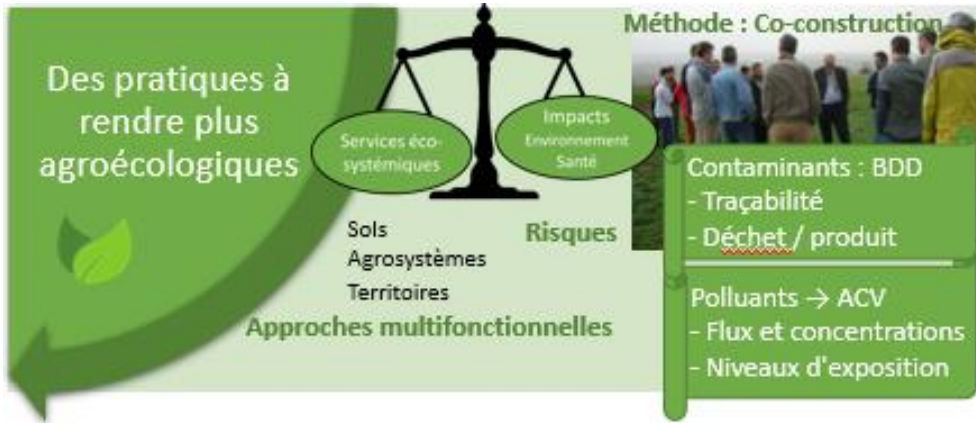 Des pratiques à
rendre plus
agroécologiques
Services éco-
systémiques
Impacts
Environnement
Santé
Sols
Agrosystèmes
Territoires
Risques
Approches multifonctionnelles
Méthode : Co-construction
Contaminants : BDD
- Traçabilité
- Déchet / produit
Polluants → ACV
- Flux et concentrations
- Niveaux d'exposition